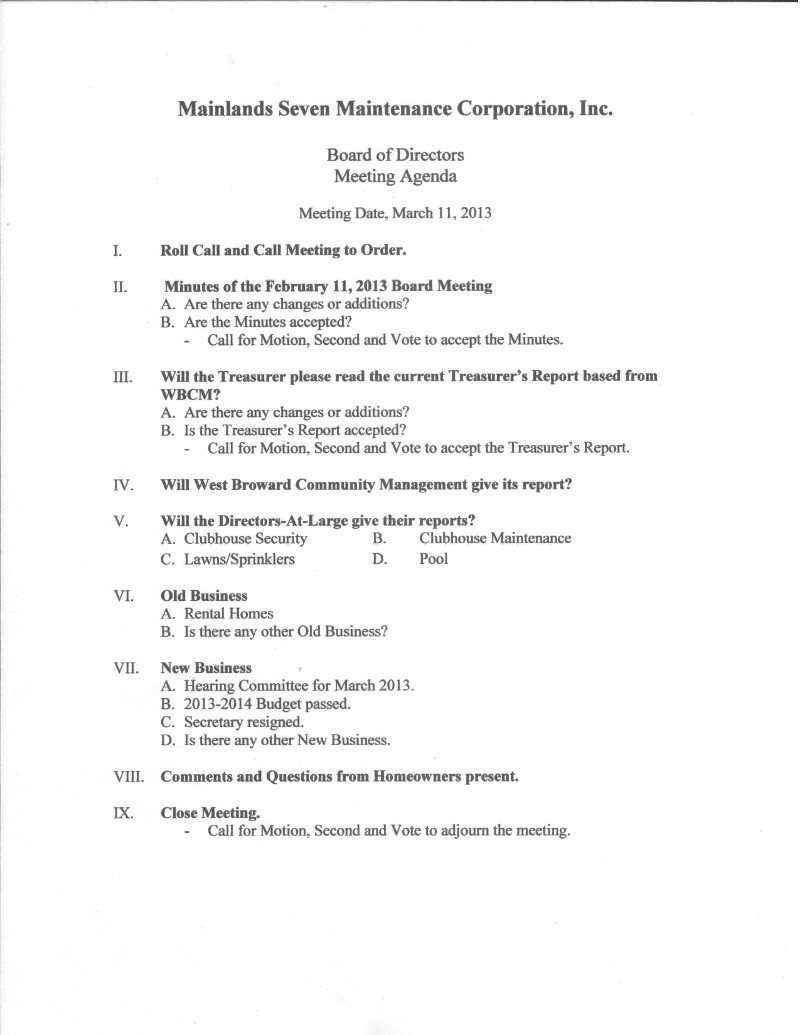 Mainlands Seven Maintenance Corporation, Inc.
Board of Directors
Meeting Agenda
Meeting Date, March 11, 2013
I. Roll Call and Call Meeting to Order.
II. Minutes of the February 11, 2013 Board Meeting
A. Are there any changes or additions?
B. Are the Minutes accepted?
- Call for Motion, Second and Vote to accept the Minutes.
III. Will the Treasurer please read the current Treasurer's Report based from
WBCM?
A. Are there any changes or additions?
B. Is the Treasurer's Report accepted?
- Call for Motion, Second and Vote to accept the Treasurer's Report.
IV. Will West Broward Community Management give its report?
V. Will the Directors-At-Large give their reports?
A. Clubhouse Security B. Clubhouse Maintenance
C. Lawns/Sprinklers D. Pool
VI. Old Business
A. Rental Homes
B. Is there any other Old Business?
VII. New Business
A. Hearing Committee for March 2013.
B. 2013-2014 Budget passed.
C. Secretary resigned.
D. Is there any other New Business.
VIII. Comments and Questions from Homeowners present.
IX. Close Meeting.
- Call for Motion, Second and Vote to adjourn the meeting.